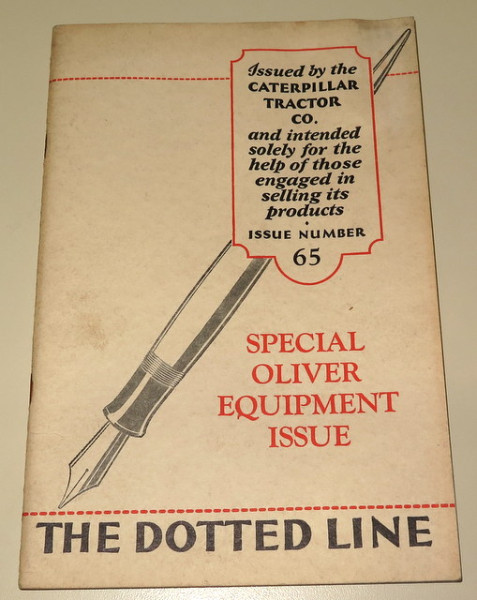 Issued by the
CATERPILLAR
TRACTOR
CO.
and intended
solely for the
help of those
engaged in
selling its
products
·
ISSUE NUMBER
65
SPECIAL
OLIVER
EQUIPMENT
ISSUE
THE DOTTED LINE